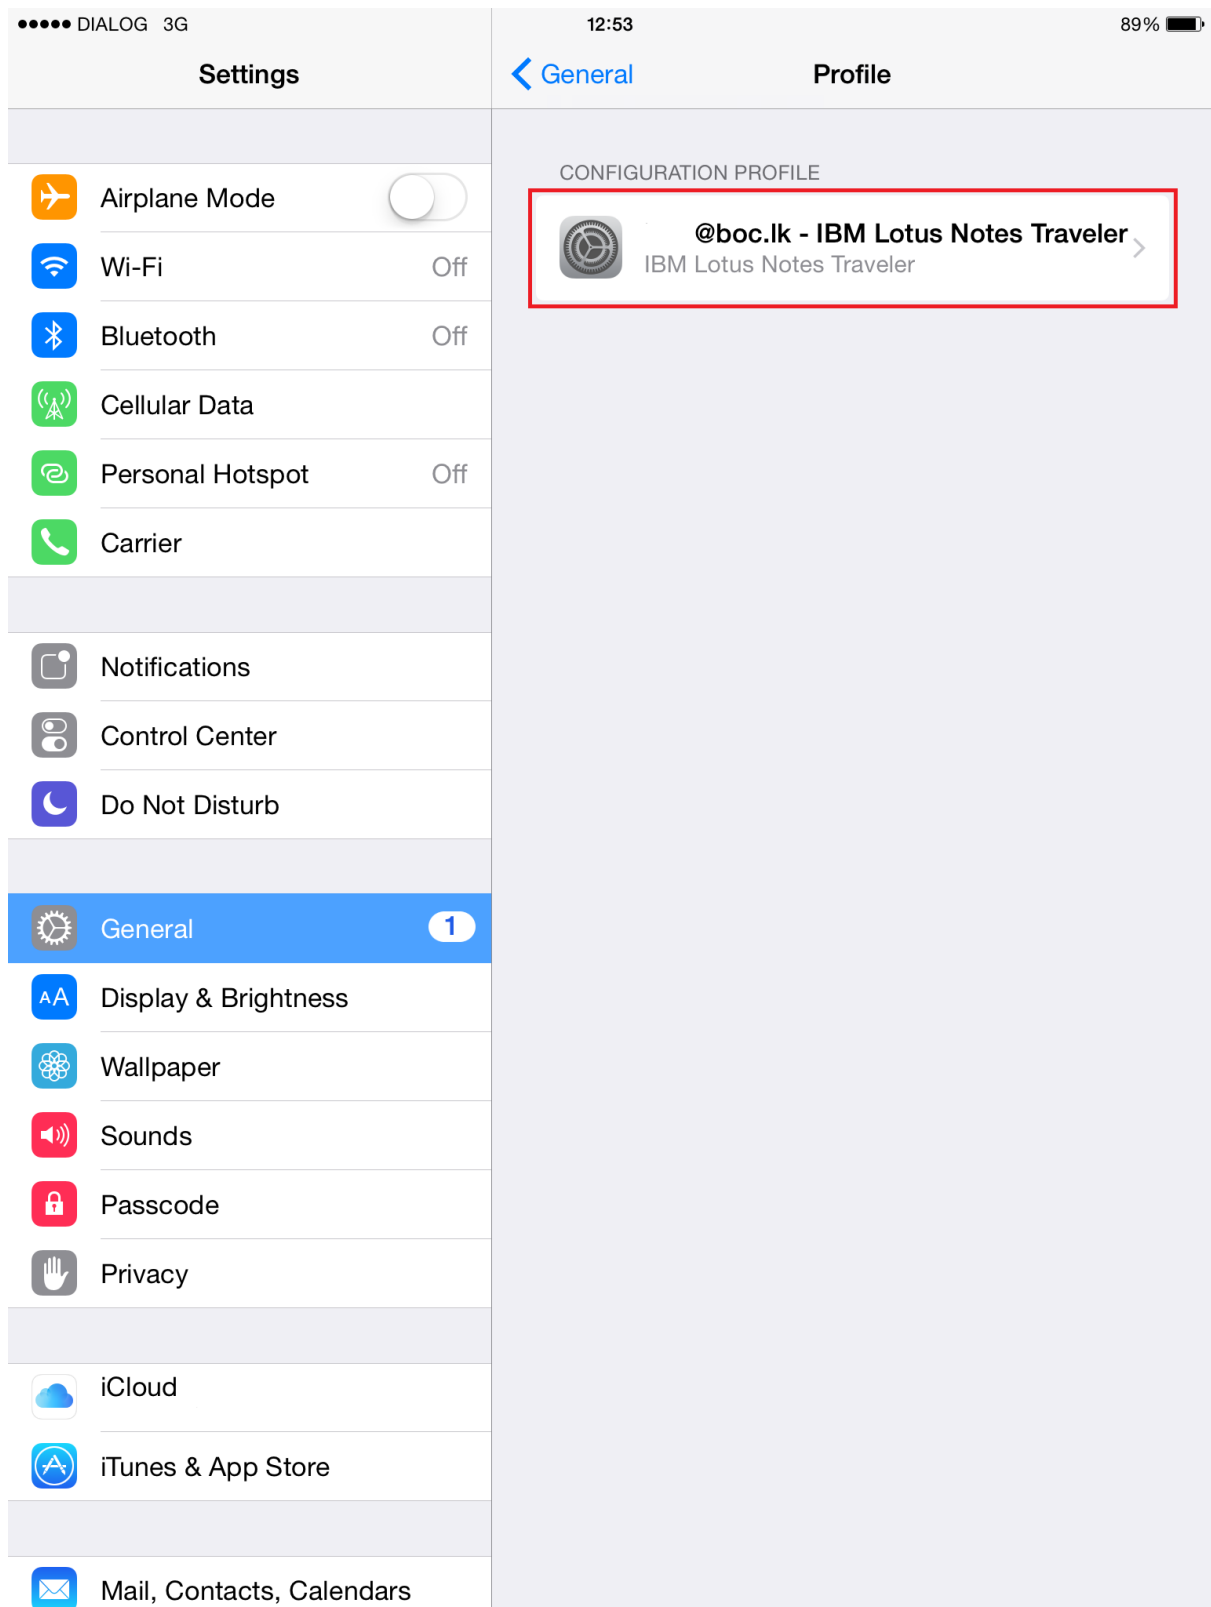 DIALOG 3G
12:53
89%
Settings
General
Profile
Airplane Mode
Wi-Fi Off
Bluetooth Off
Cellular Data
Personal Hotspot Off
Carrier
Notifications
Control Center
Do Not Disturb
General 1
AA Display & Brightness
Wallpaper
Sounds
Passcode
Privacy
iCloud
iTunes & App Store
Mail, Contacts, Calendars
CONFIGURATION PROFILE
@boc.lk - IBM Lotus Notes Traveler
IBM Lotus Notes Traveler